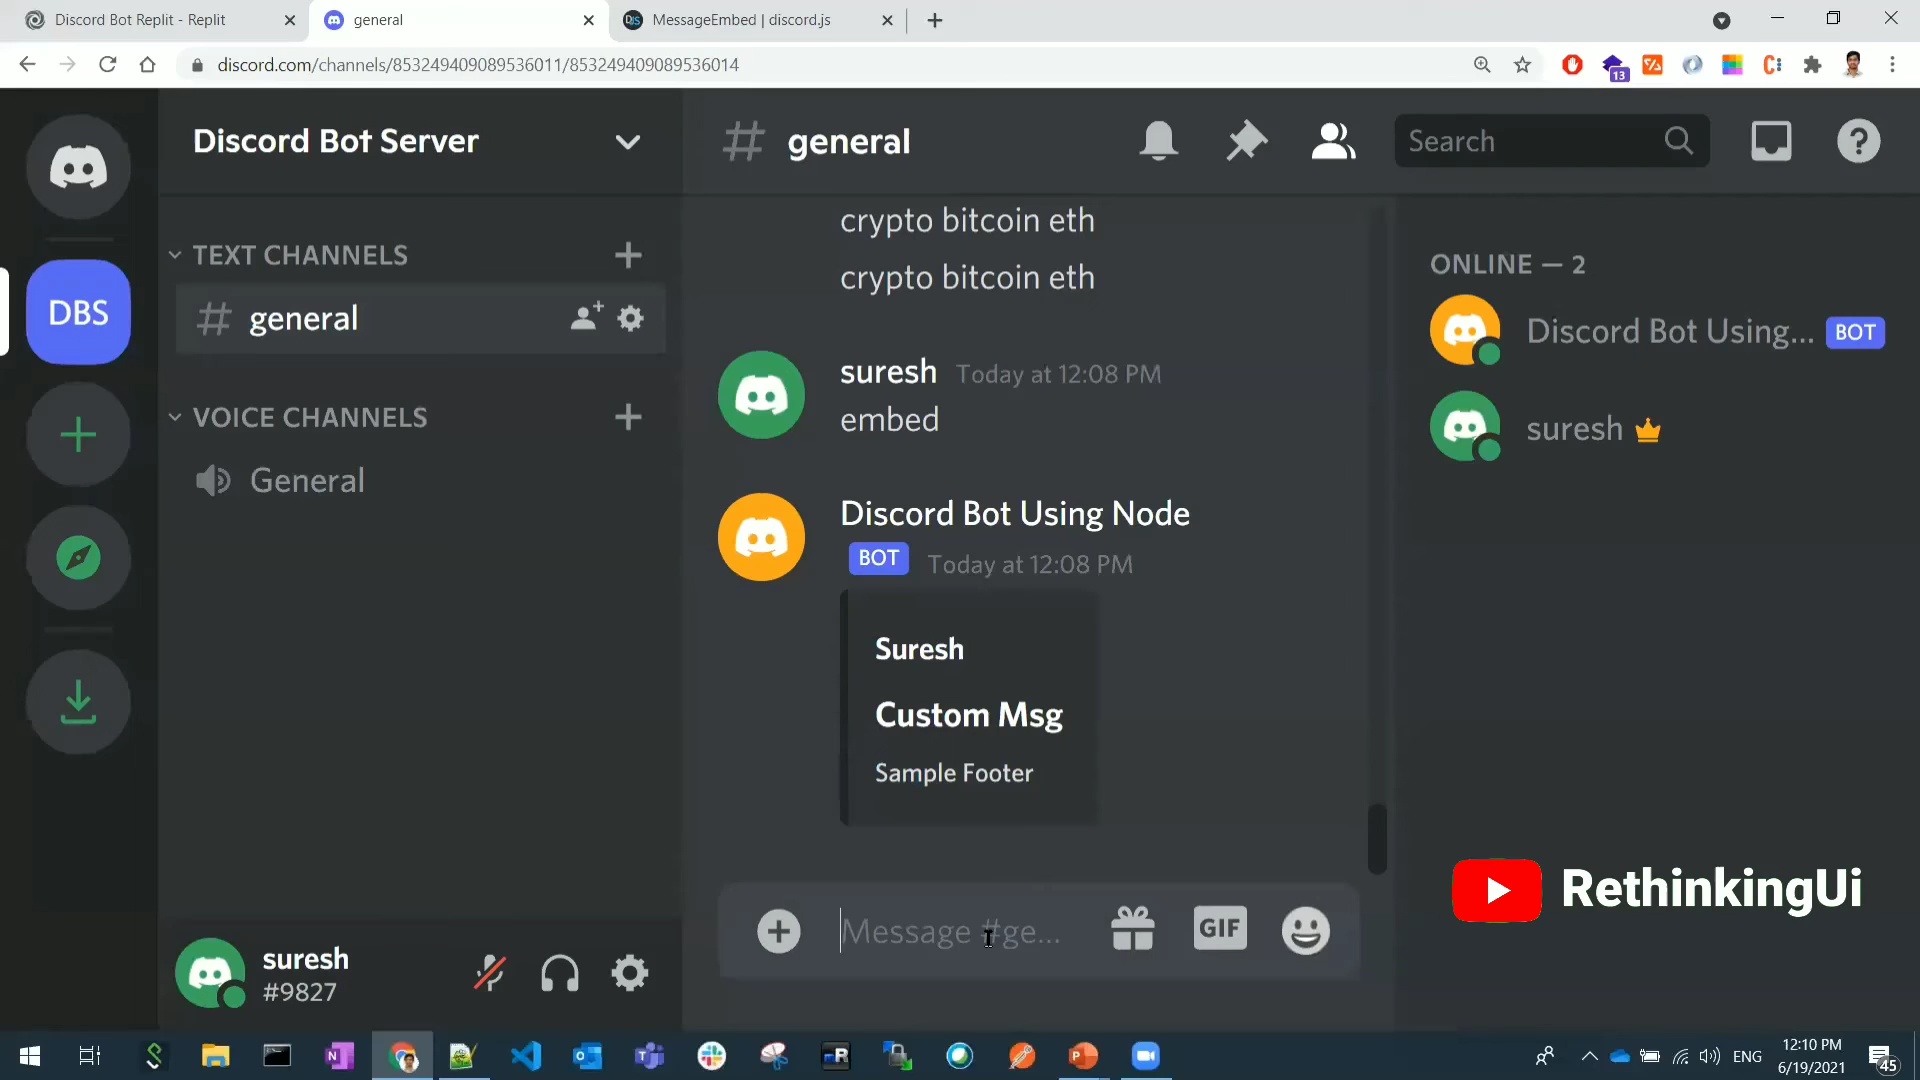 Discord Bot Replit - Replit
general
MessageEmbed | discord.js
discord.com/channels/853249409089536011/853249409089536014
13
Discord Bot Server
general
Search
TEXT CHANNELS
general
VOICE CHANNELS
General
DBS
crypto bitcoin eth
crypto bitcoin eth
suresh Today at 12:08 PM
embed
Discord Bot Using Node
BOT Today at 12:08 PM
Suresh
Custom Msg
Sample Footer
Message #ge...
GIF
ONLINE — 2
Discord Bot Using... BOT
suresh
RethinkingUi
suresh
#9827
ENG
12:10 PM
6/19/2021
45